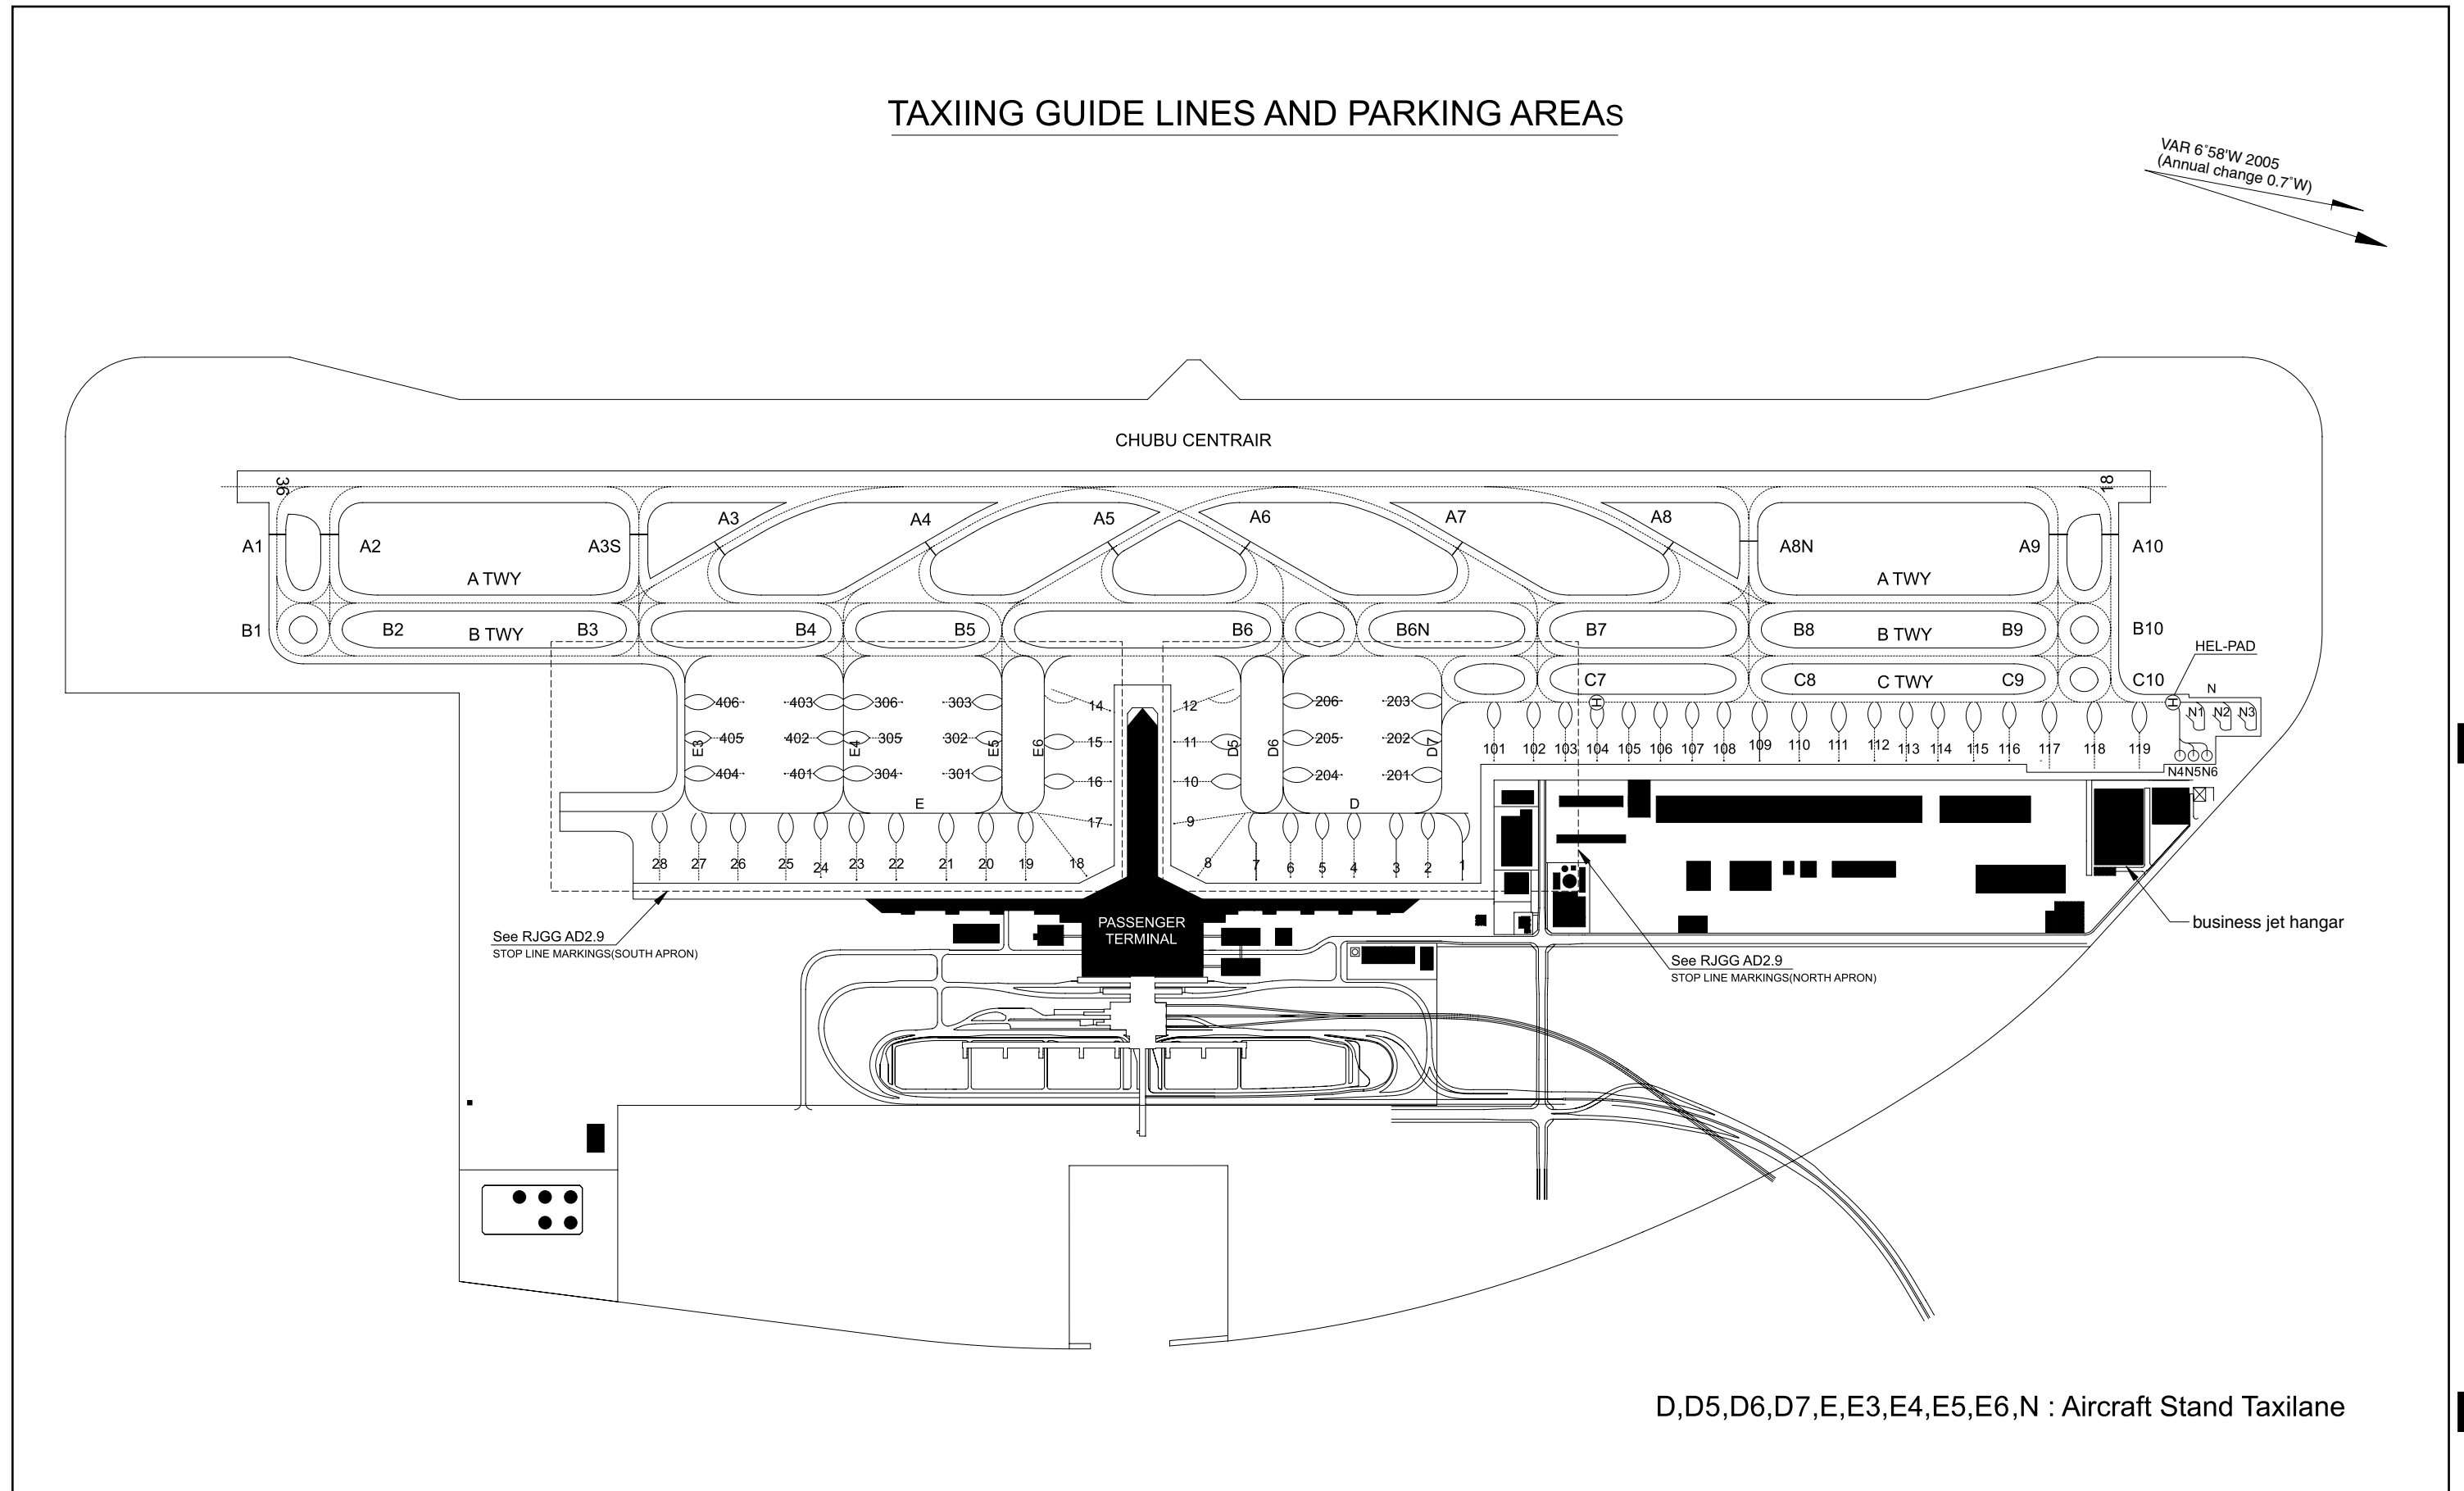 TAXIING GUIDE LINES AND PARKING AREAS
VAR 6˚58'W 2005
(Annual change 0.7˚W)
CHUBU CENTRAIR
36
18
A3
A4
A5
A6
A7
A8
A1
A2
A3S
A8N
A9
A10
A TWY
A TWY
B1
B2
B TWY
B3
B4
B5
B6
B6N
B7
B8
B TWY
B9
B10
HEL-PAD
C7
C8
C TWY
C9
C10
N
H
H
N1
N2
N3
406
403
306
303
14
12
206
203
405
402
305
302
15
11
205
202
404
401
304
301
16
10
204
201
E3
E4
E5
E6
D5
D6
D7
101
102
103
104
105
106
107
108
109
110
111
112
113
114
115
116
117
118
119
N4
N5
N6
E
D
17
9
28
27
26
25
24
23
22
21
20
19
18
8
7
6
5
4
3
2
1
PASSENGER
TERMINAL
See RJGG AD2.9
STOP LINE MARKINGS(SOUTH APRON)
See RJGG AD2.9
STOP LINE MARKINGS(NORTH APRON)
business jet hangar
D,D5,D6,D7,E,E3,E4,E5,E6,N : Aircraft Stand Taxilane